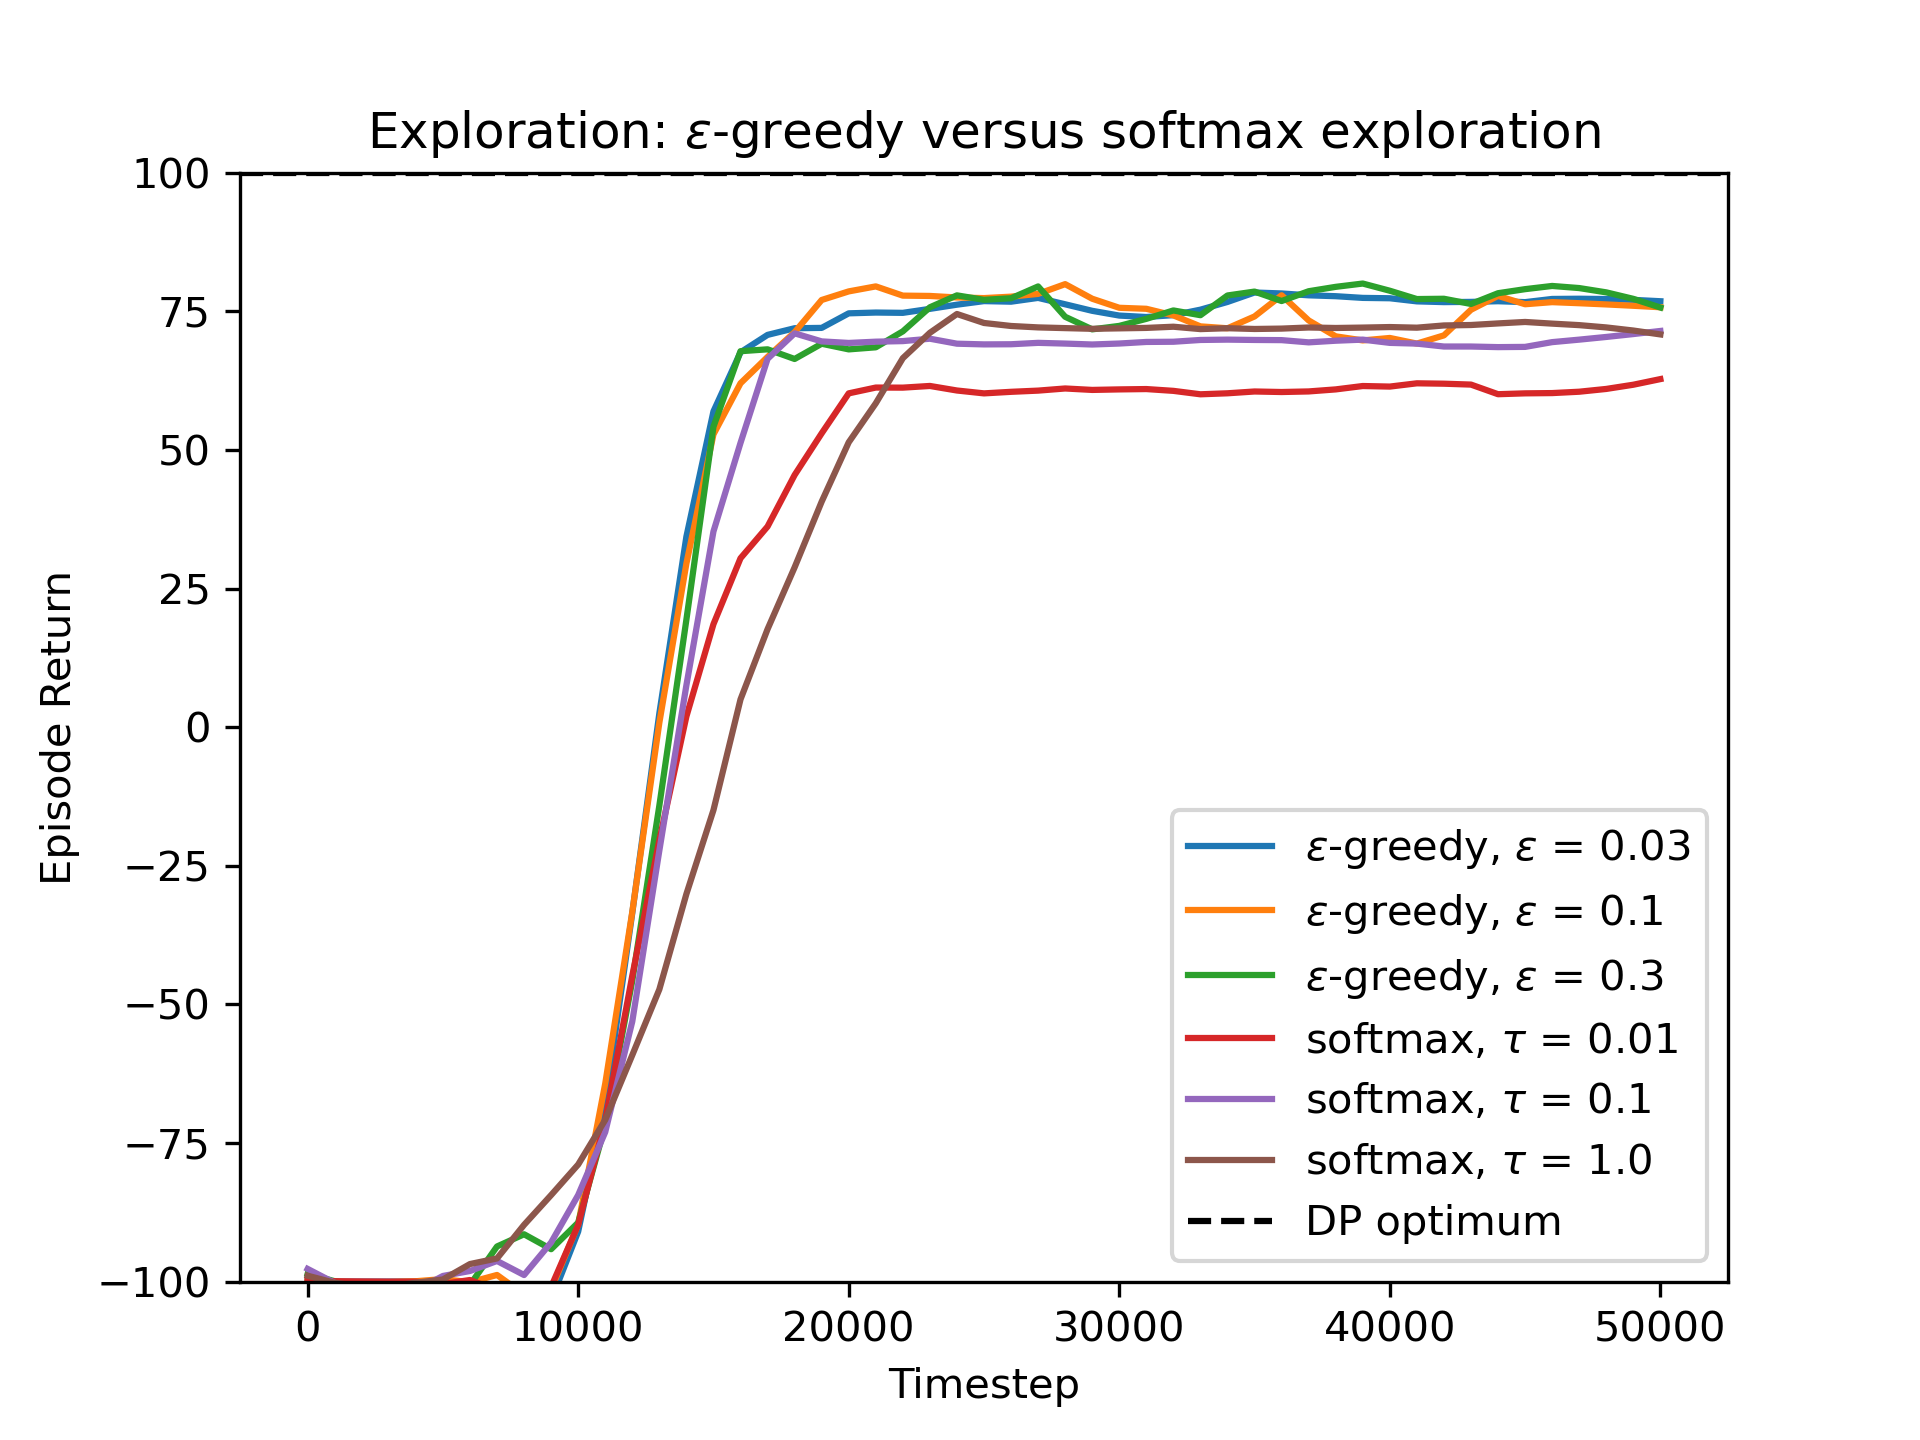 Exploration: ε-greedy versus softmax exploration
100
75
50
25
0
−25
−50
−75
−100
Episode Return
0 10000 20000 30000 40000 50000
Timestep
ε-greedy, ε = 0.03
ε-greedy, ε = 0.1
ε-greedy, ε = 0.3
softmax, τ = 0.01
softmax, τ = 0.1
softmax, τ = 1.0
DP optimum